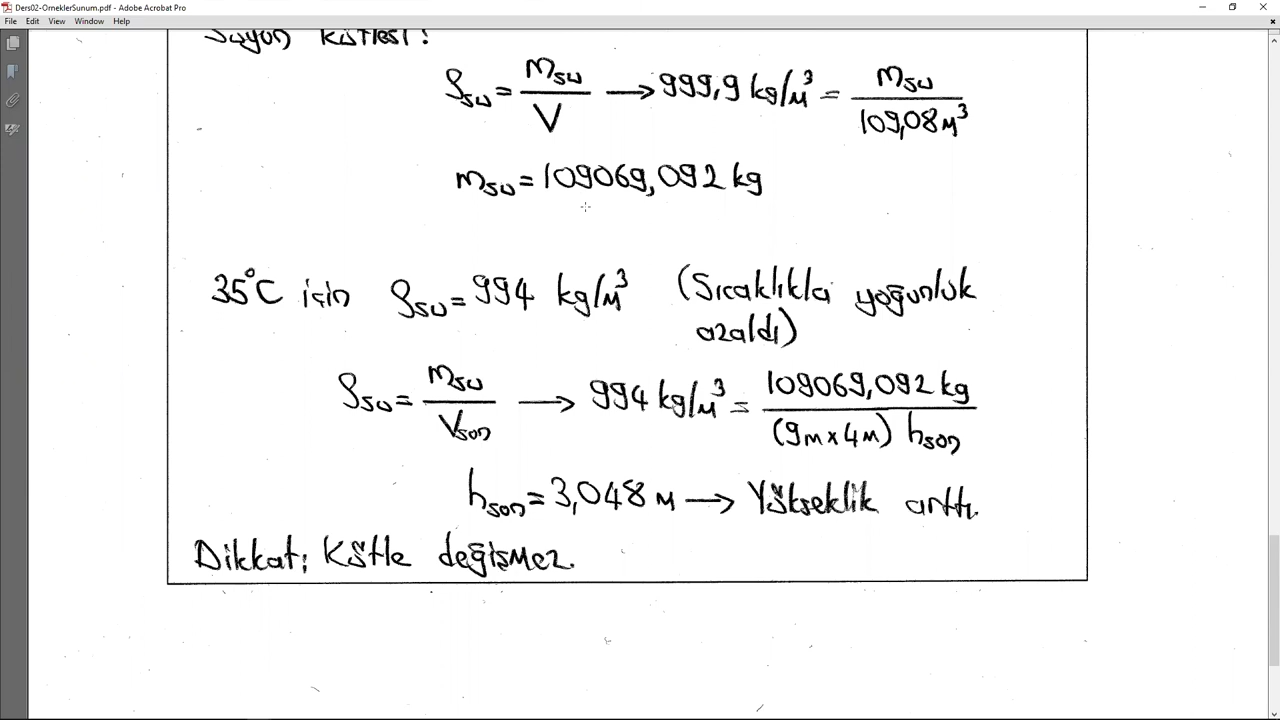 Ders02-OrneklerSunum.pdf - Adobe Acrobat Pro
File Edit View Window Help
Suyun kütlesi?
ρsu = msu / V → 999,9 kg/m³ = msu / 109,08 m³
msu = 109069,092 kg
35°C için ρsu = 994 kg/m³ (Sıcaklıkla yoğunluk
azaldı)
ρsu = msu / Vson → 994 kg/m³ = 109069,092 kg / (9m x 4m) hson
hson = 3,048 m → Yükseklik arttı.
Dikkat; Kütle değişmez.